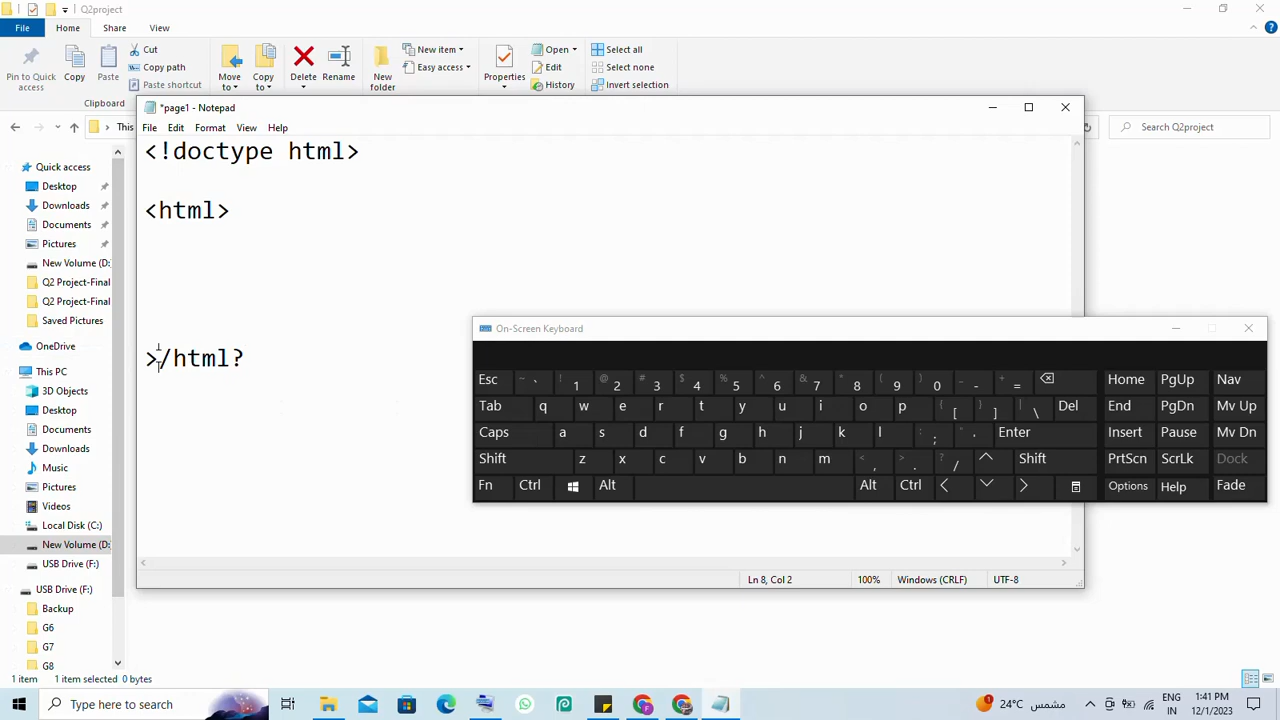 Q2project
File Home Share View
Pin to Quick access
Copy
Paste
Cut
Copy path
Paste shortcut
Clipboard
Move to
Copy to
Delete
Rename
New folder
New item
Easy access
Properties
Open
Edit
History
Select all
Select none
Invert selection
This
Search Q2project
Quick access
Desktop
Downloads
Documents
Pictures
New Volume (D:
Q2 Project-Final
Q2 Project-Final
Saved Pictures
OneDrive
This PC
3D Objects
Desktop
Documents
Downloads
Music
Pictures
Videos
Local Disk (C:)
New Volume (D:
USB Drive (F:)
USB Drive (F:)
Backup
G6
G7
G8
1 item 1 item selected 0 bytes
*page1 - Notepad
File Edit Format View Help
<!doctype html>
<html>
>/html?
Ln 8, Col 2 100% Windows (CRLF) UTF-8
On-Screen Keyboard
Esc ~ ` ! 1 @ 2 # 3 $ 4 % 5 ^ 6 & 7 * 8 ( 9 ) 0 _ - + = Home PgUp Nav
Tab q w e r t y u i o p { [ } ] | \ Del End PgDn Mv Up
Caps a s d f g h j k l : ; " ' Enter Insert Pause Mv Dn
Shift z x c v b n m < , > . ? / Shift PrtScn ScrLk Dock
Fn Ctrl Alt Alt Ctrl Options Help Fade
Type here to search
24°C مشمس
ENG
IN
1:41 PM
12/1/2023